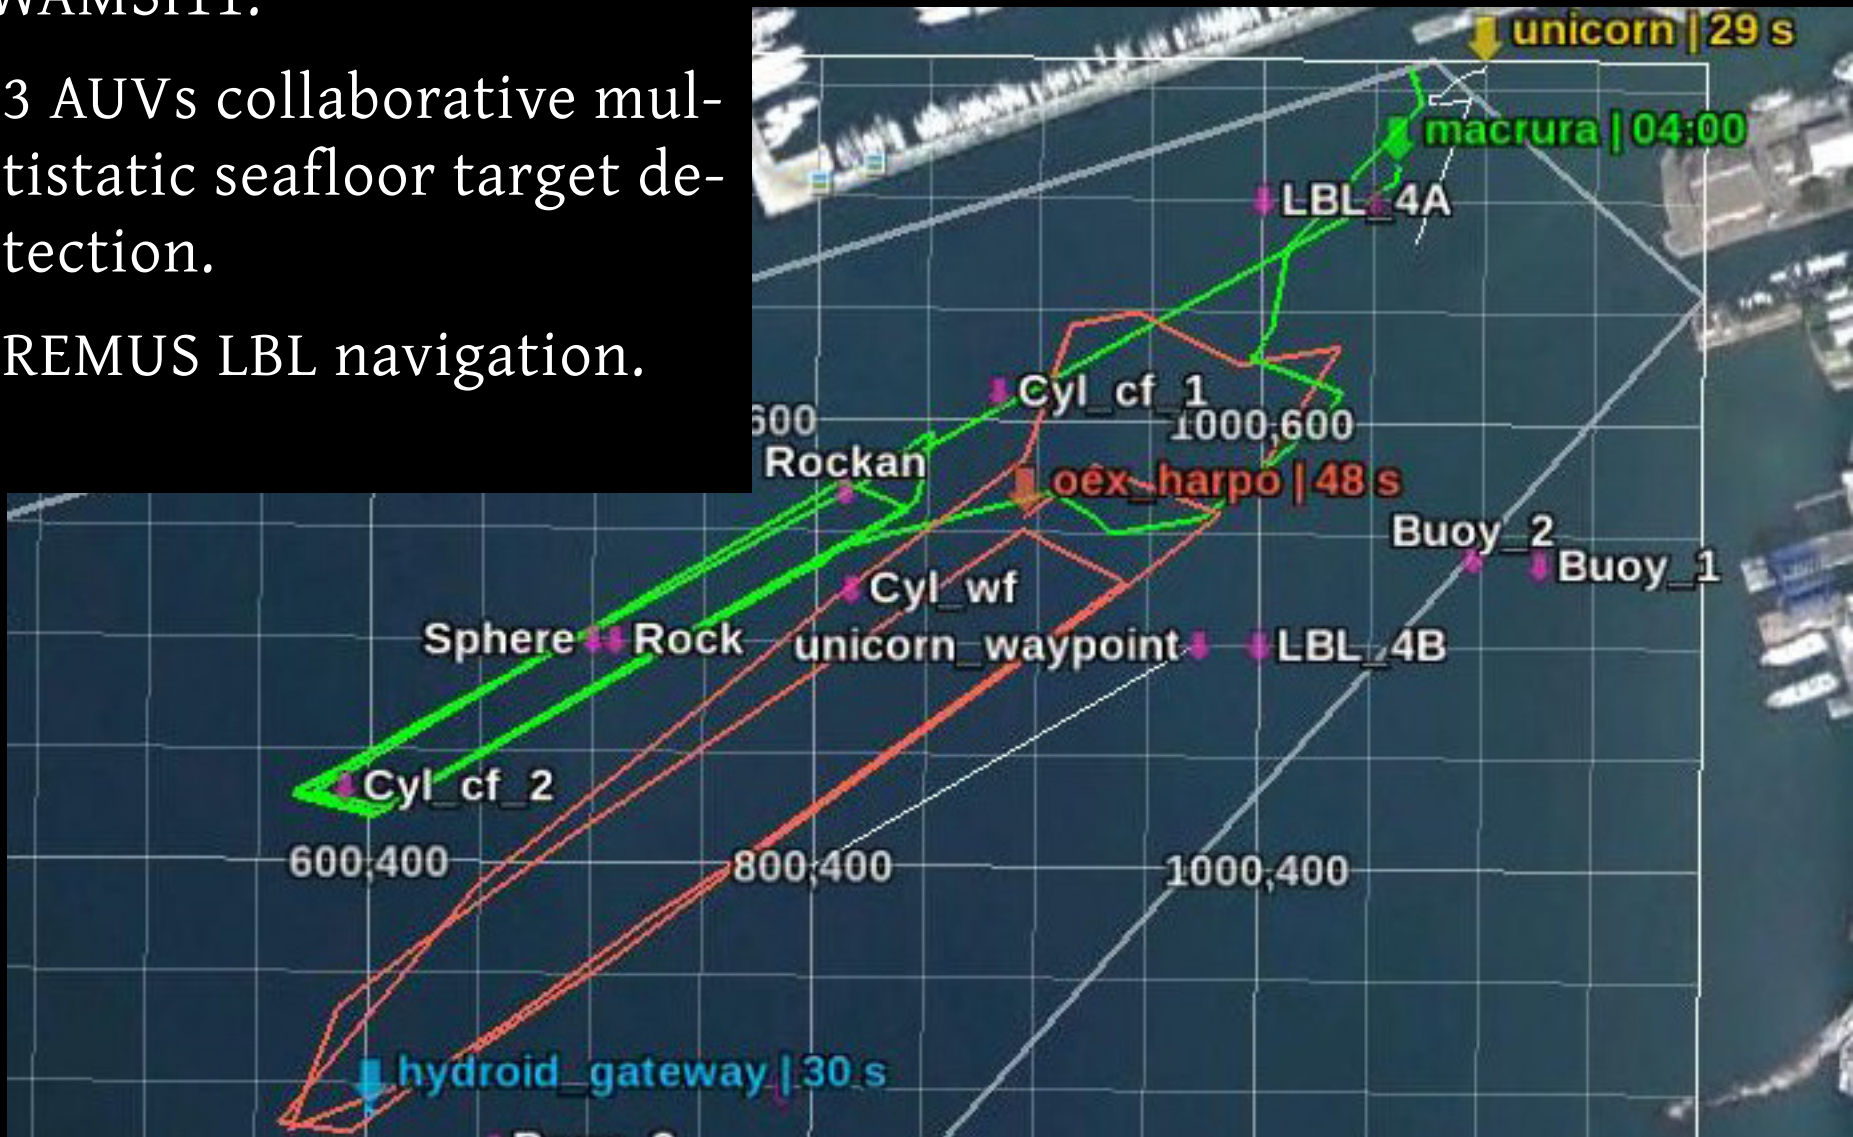 WAMSI11.
3 AUVs collaborative mul-
tistatic seafloor target de-
tection.
REMUS LBL navigation.
unicorn | 29 s
macrura | 04:00
LBL_4A
Cyl_cf_1
600
1000,600
Rockan
oex_harpo | 48 s
Buoy_2
Buoy_1
Cyl_wf
Sphere
Rock
unicorn_waypoint
LBL_4B
Cyl_cf_2
600,400
800,400
1000,400
hydroid_gateway | 30 s